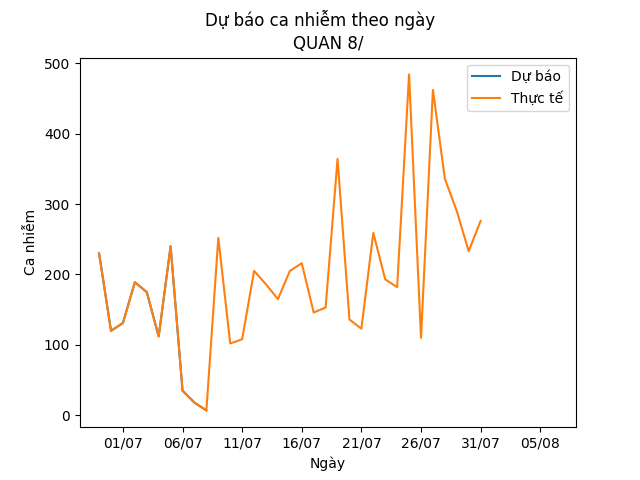 Dự báo ca nhiễm theo ngày
QUAN 8/
Dự báo
Thực tế
Ca nhiễm
500
400
300
200
100
0
01/07 06/07 11/07 16/07 21/07 26/07 31/07 05/08
Ngày